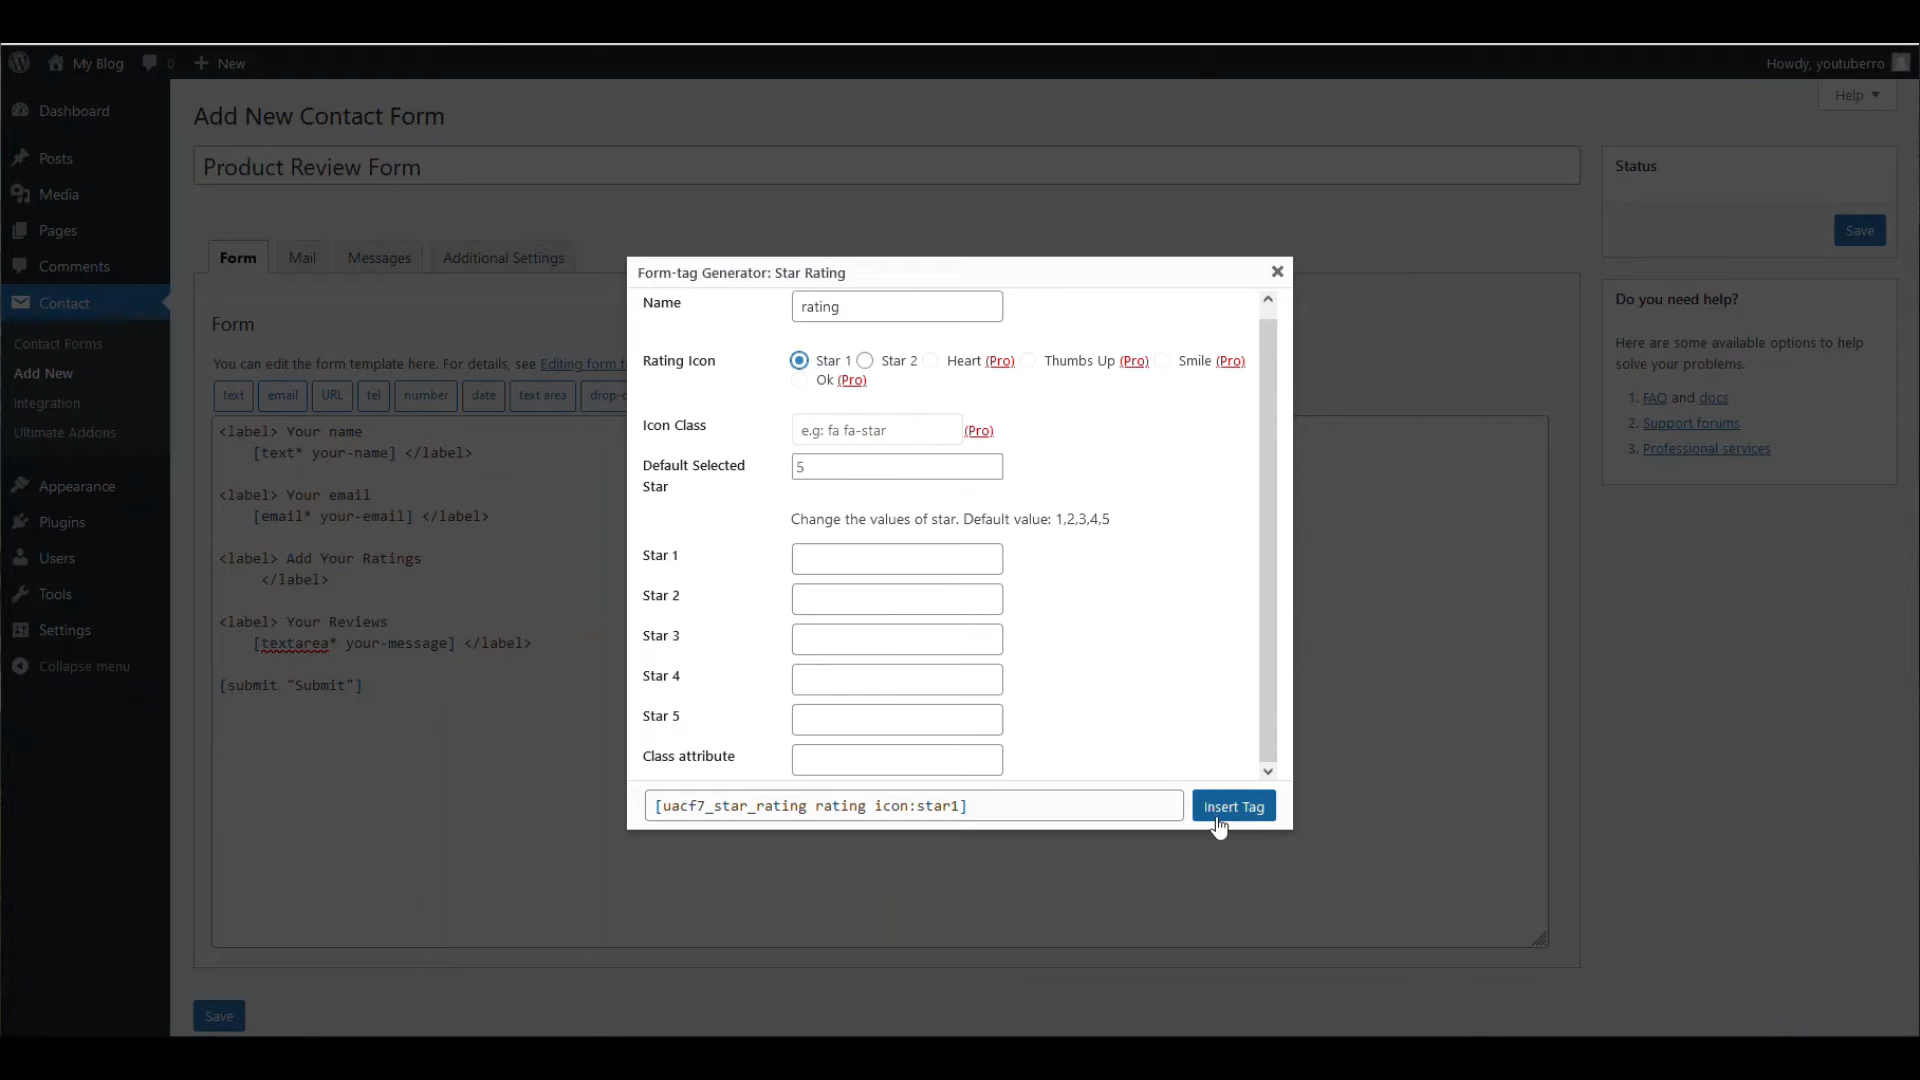 My Blog 0 New Howdy, youtuberro
Dashboard
Posts
Media
Pages
Comments
Contact
Contact Forms
Add New
Integration
Ultimate Addons
Appearance
Plugins
Users
Tools
Settings
Collapse menu
Help
Add New Contact Form
Product Review Form
Form Mail Messages Additional Settings
Form
You can edit the form template here. For details, see Editing form t
text email URL tel number date text area drop-
<label> Your name
[text* your-name] </label>
<label> Your email
[email* your-email] </label>
<label> Add Your Ratings
</label>
<label> Your Reviews
[textarea* your-message] </label>
[submit "Submit"]
Save
Form-tag Generator: Star Rating
Name rating
Rating Icon Star 1 Star 2 Heart (Pro) Thumbs Up (Pro) Smile (Pro)
Ok (Pro)
Icon Class e.g: fa fa-star (Pro)
Default Selected 5
Star
Change the values of star. Default value: 1,2,3,4,5
Star 1
Star 2
Star 3
Star 4
Star 5
Class attribute
[uacf7_star_rating rating icon:star1] Insert Tag
Status
Save
Do you need help?
Here are some available options to help
solve your problems.
1. FAQ and docs
2. Support forums
3. Professional services